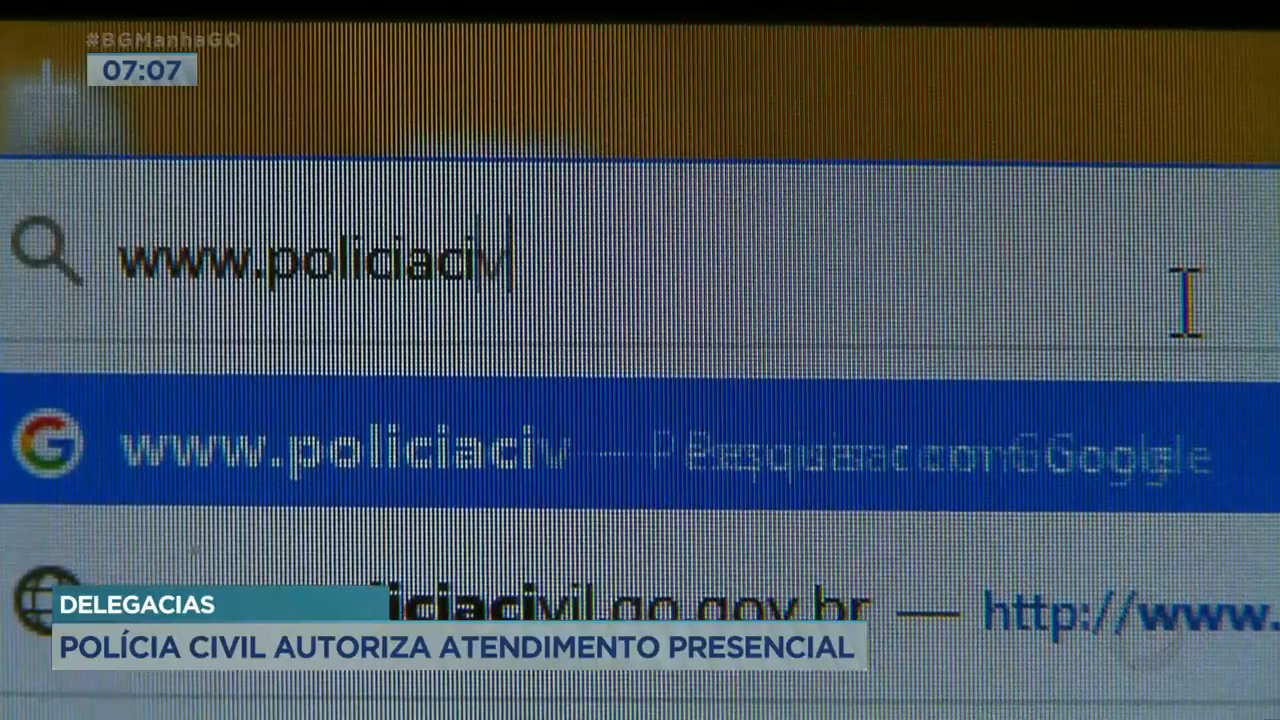 #BGManhaGO
07:07
www.policiaciv
www.policiaciv — Pesquisar com Google
iciacivil.go.gov.br — http://www.
DELEGACIAS
POLÍCIA CIVIL AUTORIZA ATENDIMENTO PRESENCIAL